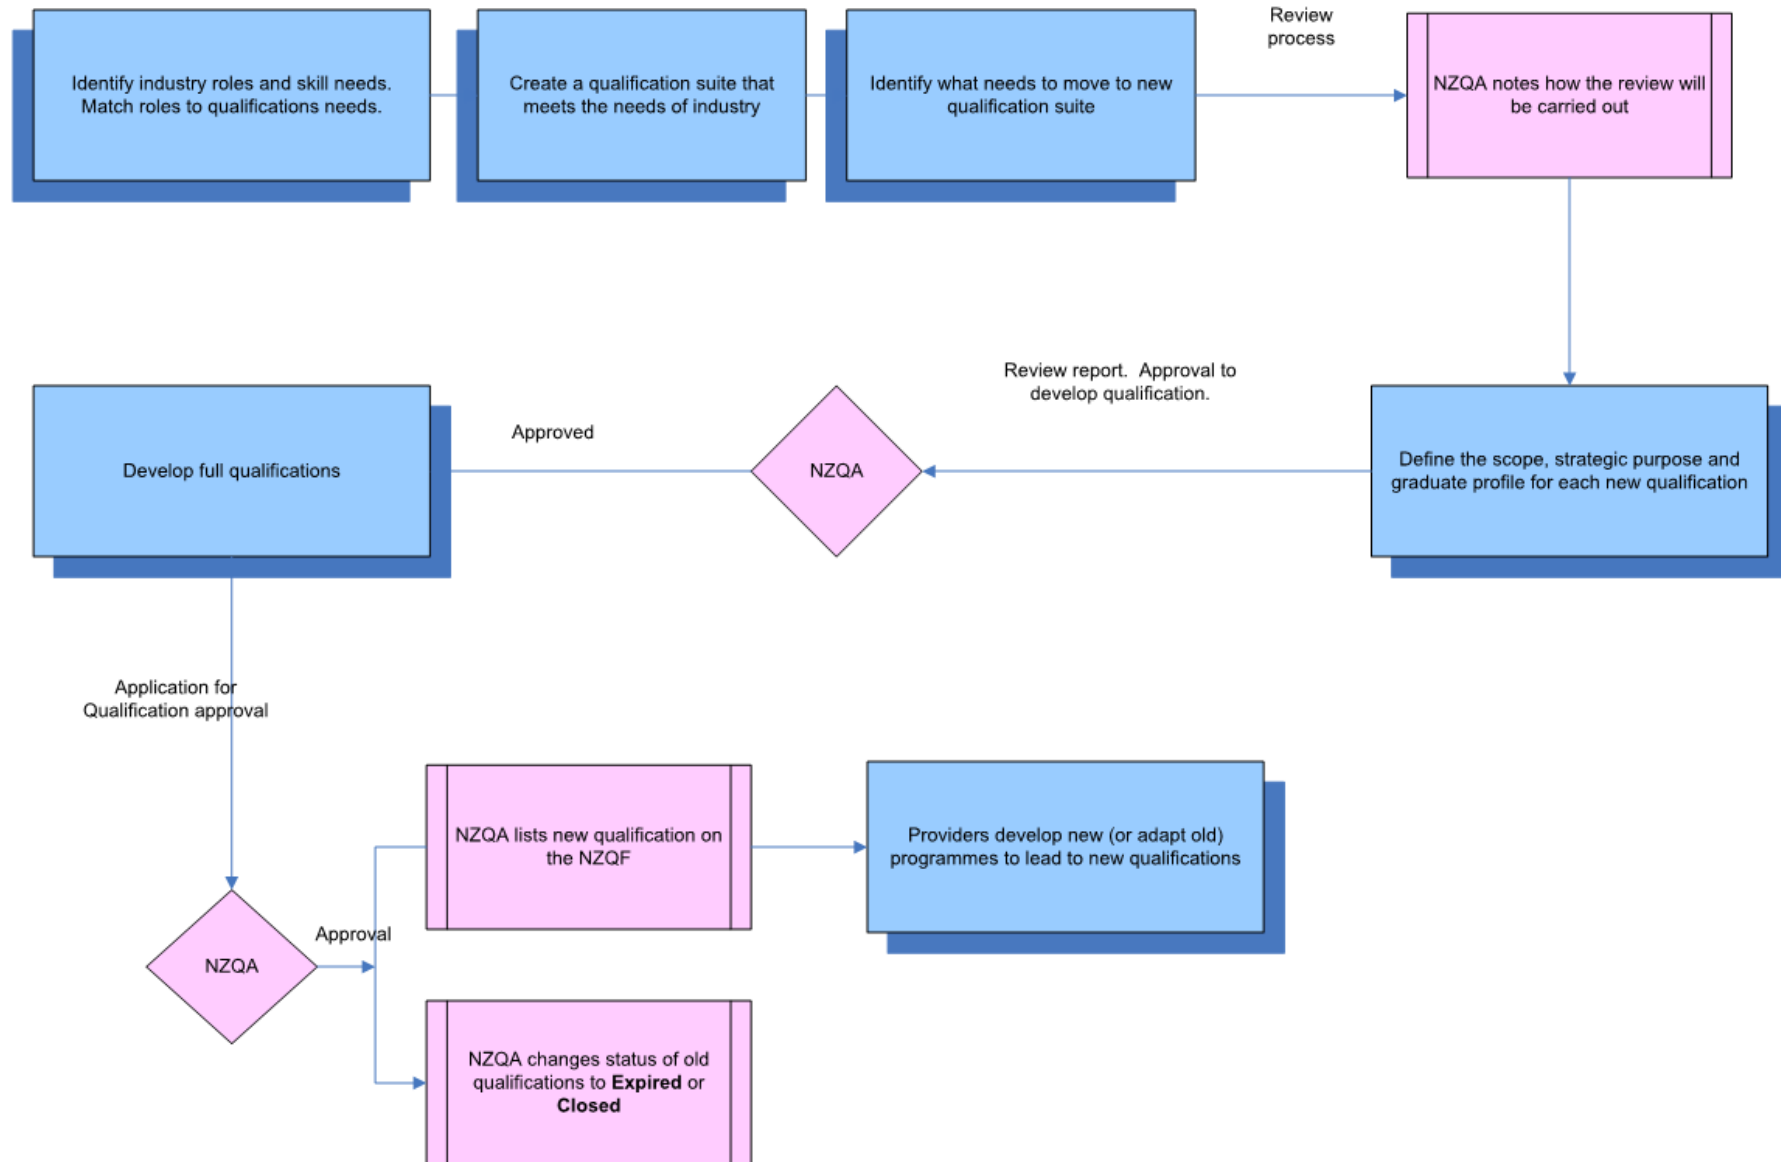 Identify industry roles and skill needs.
Match roles to qualifications needs.
Create a qualification suite that
meets the needs of industry
Identify what needs to move to new
qualification suite
Review
process
NZQA notes how the review will
be carried out
Review report.  Approval to
develop qualification.
Define the scope, strategic purpose and
graduate profile for each new qualification
NZQA
Approved
Develop full qualifications
Application for
Qualification approval
NZQA
Approval
NZQA lists new qualification on
the NZQF
Providers develop new (or adapt old)
programmes to lead to new qualifications
NZQA changes status of old
qualifications to Expired or
Closed